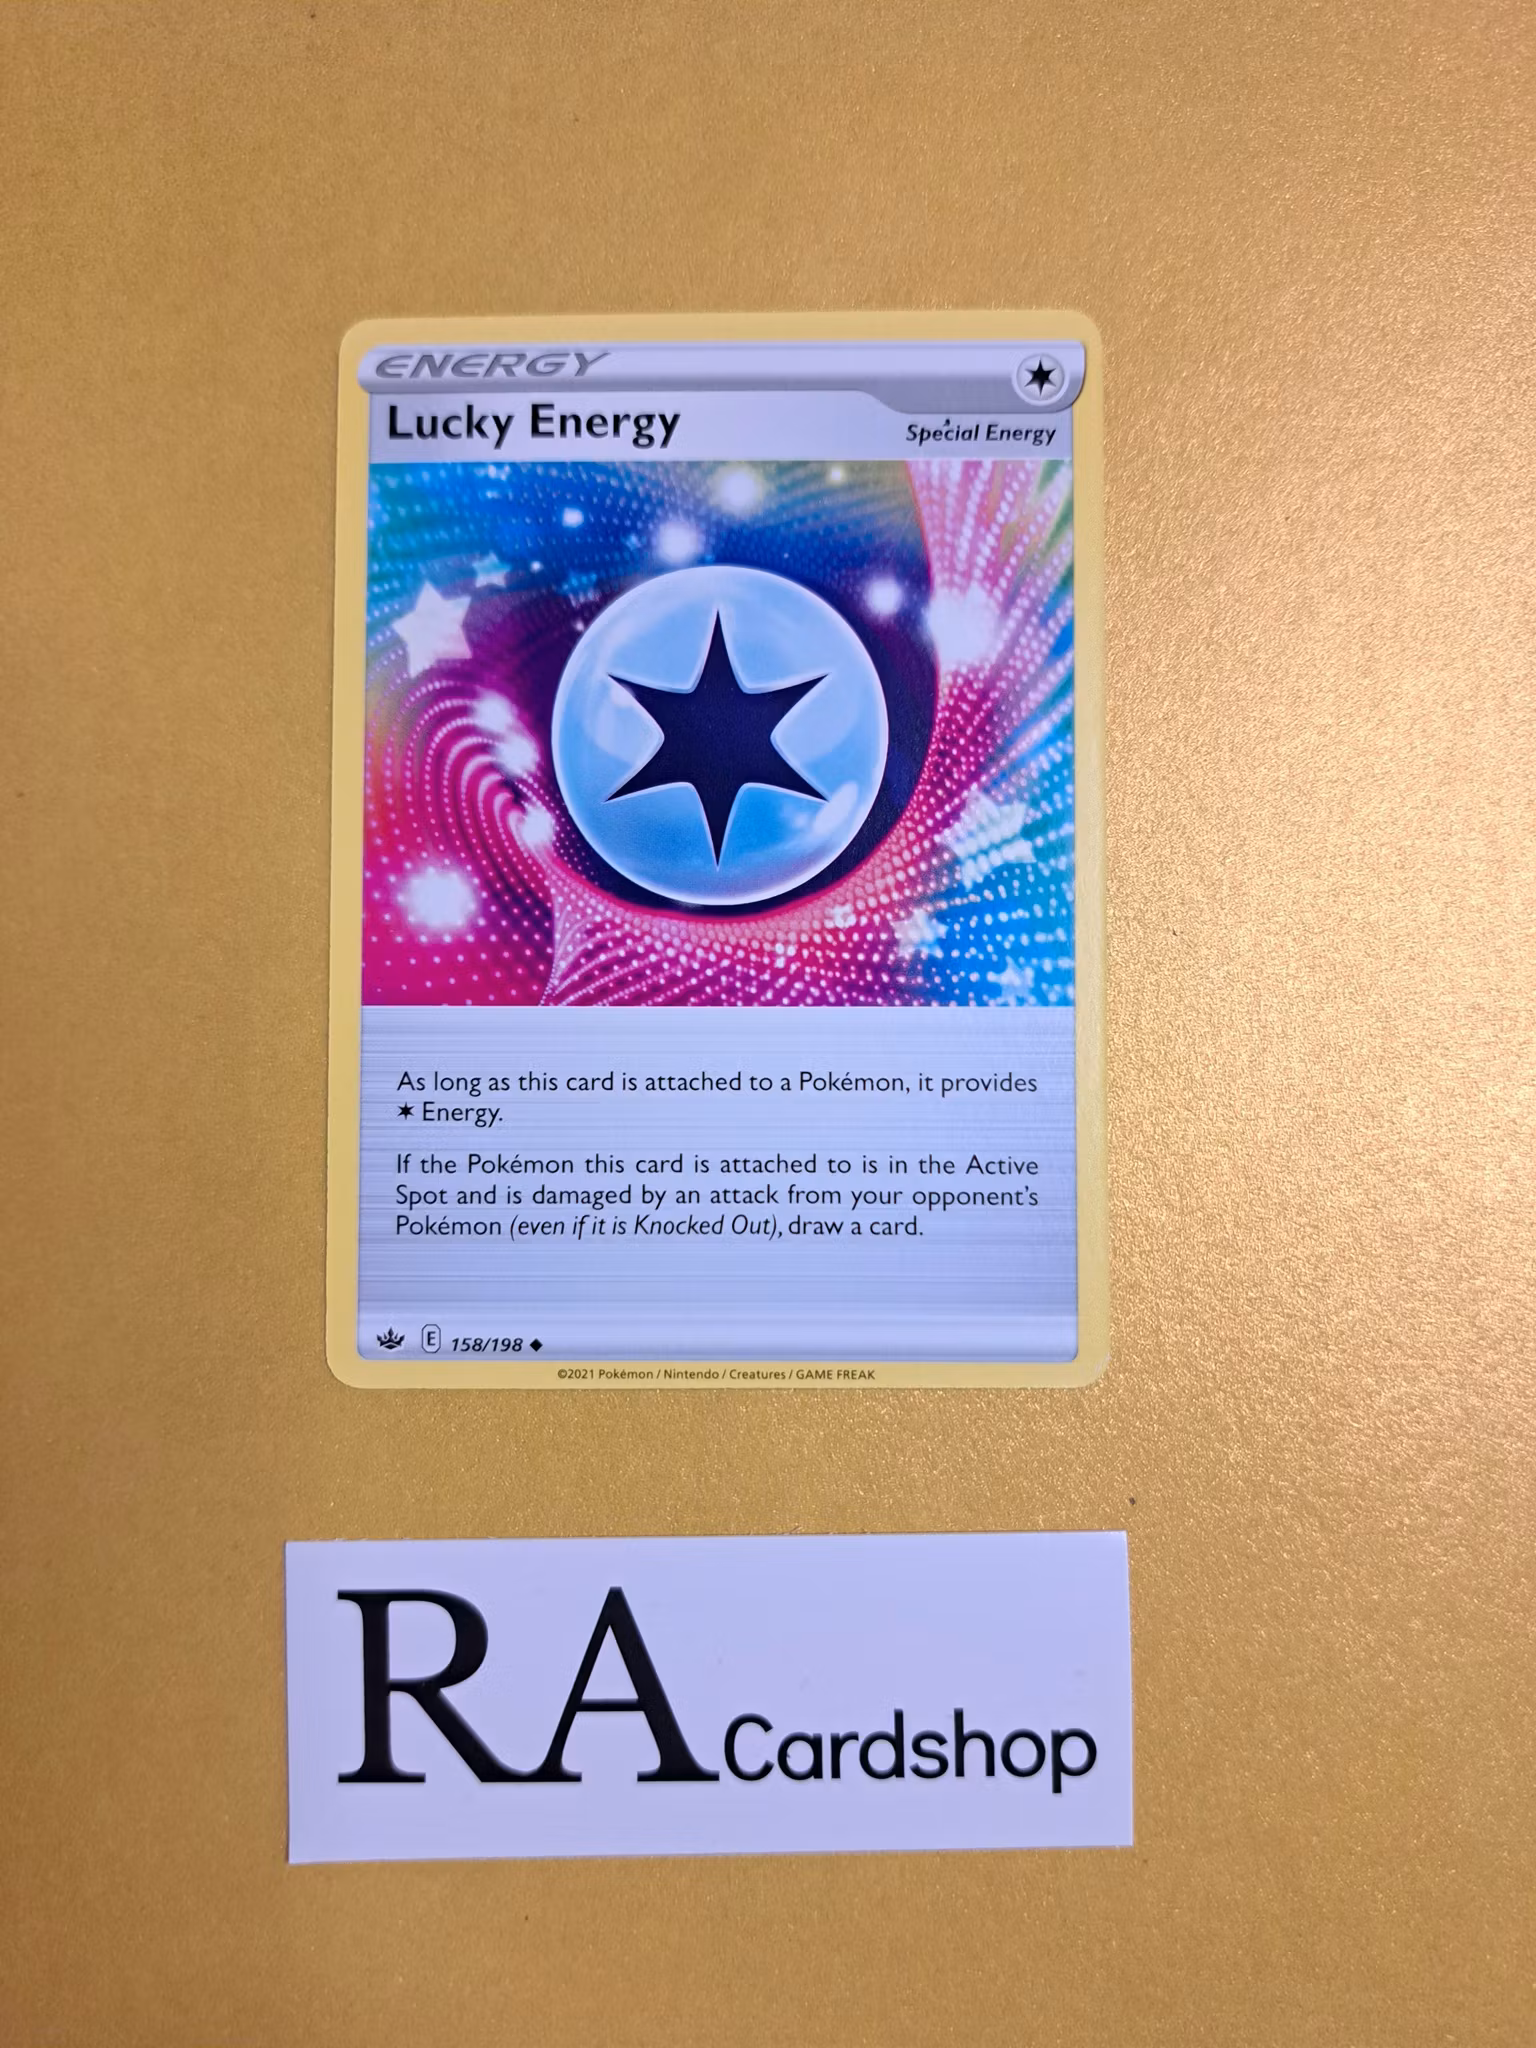 ENERGY
Lucky Energy
Special Energy
As long as this card is attached to a Pokémon, it provides
✶ Energy.
If the Pokémon this card is attached to is in the Active
Spot and is damaged by an attack from your opponent's
Pokémon (even if it is Knocked Out), draw a card.
E 158/198 ◆
©2021 Pokémon / Nintendo / Creatures / GAME FREAK
RA Cardshop